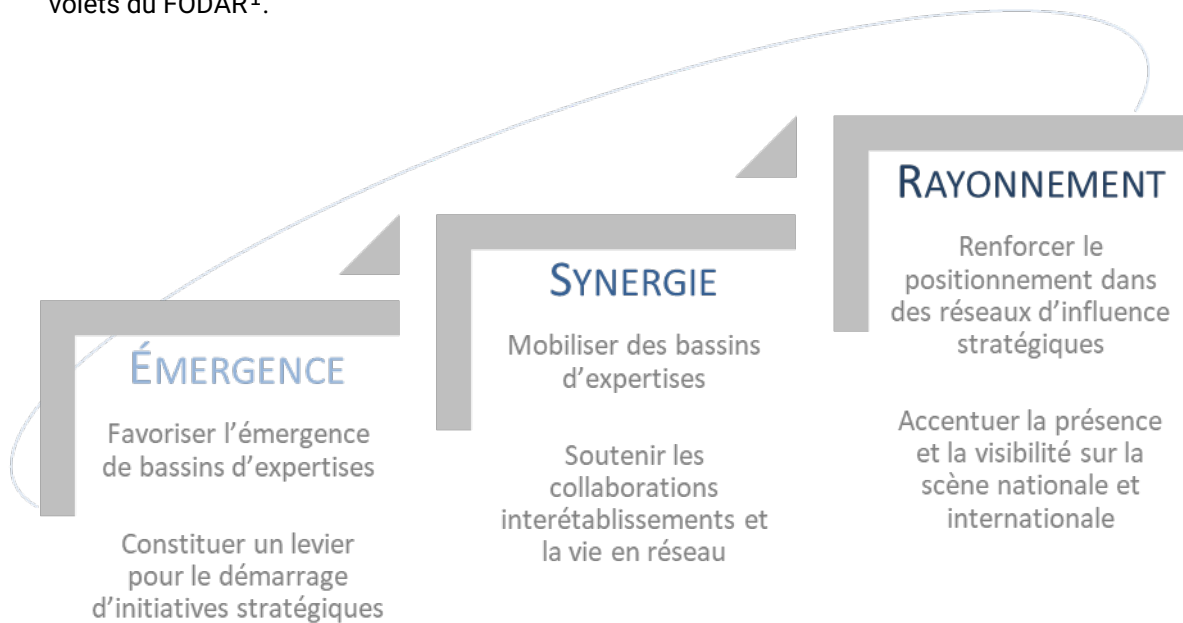 volets du FODAR¹.
ÉMERGENCE
Favoriser l’émergence
de bassins d’expertises
Constituer un levier
pour le démarrage
d’initiatives stratégiques
SYNERGIE
Mobiliser des bassins
d’expertises
Soutenir les
collaborations
interétablissements et
la vie en réseau
RAYONNEMENT
Renforcer le
positionnement dans
des réseaux d’influence
stratégiques
Accentuer la présence
et la visibilité sur la
scène nationale et
internationale